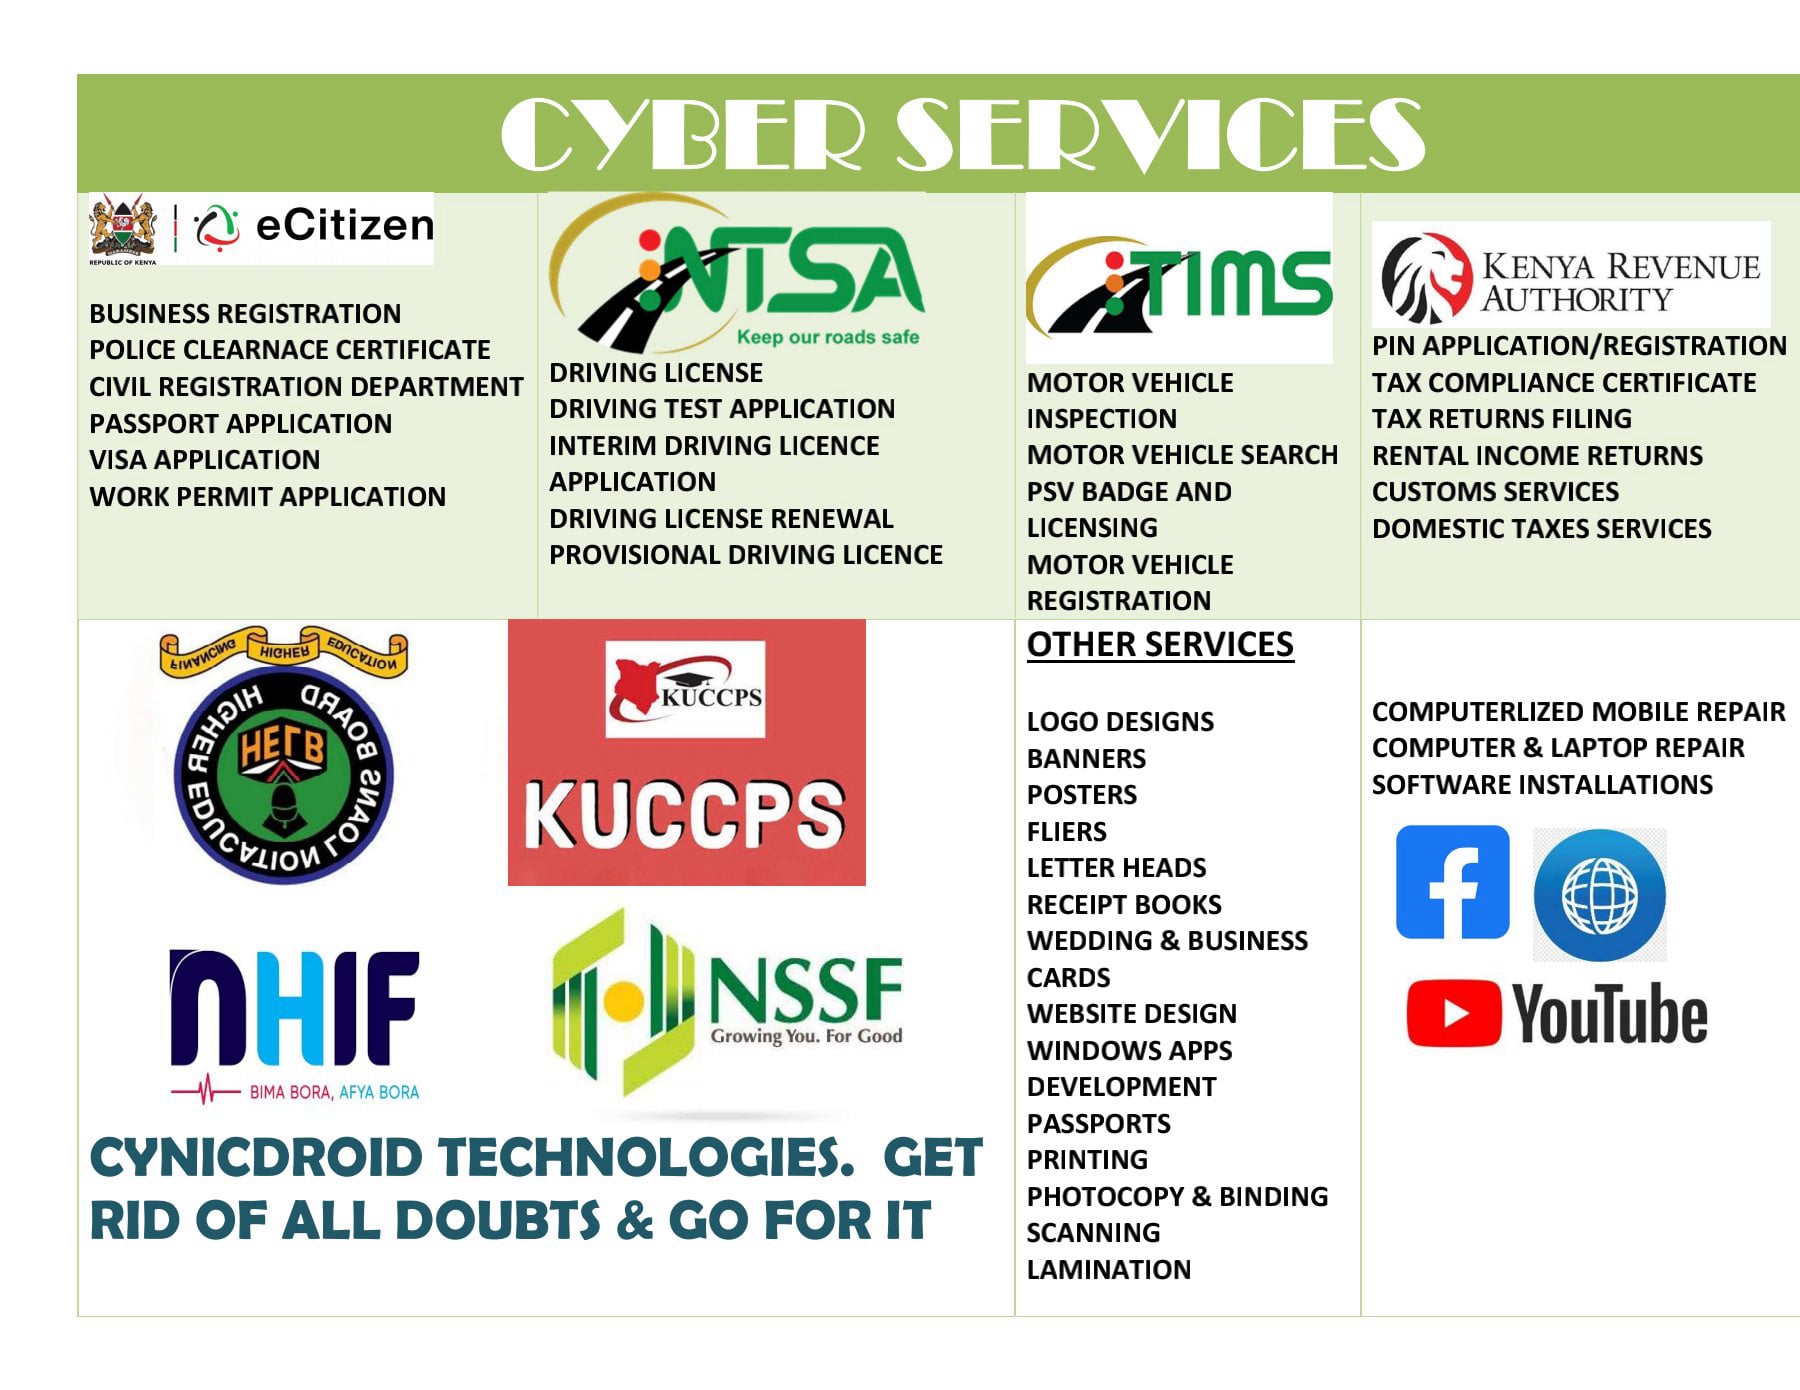 CYBER SERVICES
REPUBLIC OF KENYA
eCitizen
BUSINESS REGISTRATION
POLICE CLEARNACE CERTIFICATE
CIVIL REGISTRATION DEPARTMENT
PASSPORT APPLICATION
VISA APPLICATION
WORK PERMIT APPLICATION
NTSA
Keep our roads safe
DRIVING LICENSE
DRIVING TEST APPLICATION
INTERIM DRIVING LICENCE
APPLICATION
DRIVING LICENSE RENEWAL
PROVISIONAL DRIVING LICENCE
TIMS
MOTOR VEHICLE
INSPECTION
MOTOR VEHICLE SEARCH
PSV BADGE AND
LICENSING
MOTOR VEHICLE
REGISTRATION
KENYA REVENUE
AUTHORITY
PIN APPLICATION/REGISTRATION
TAX COMPLIANCE CERTIFICATE
TAX RETURNS FILING
RENTAL INCOME RETURNS
CUSTOMS SERVICES
DOMESTIC TAXES SERVICES
FINANCING HIGHER EDUCATION
HIGHER EDUCATION LOANS BOARD
HELB
KUCCPS
KUCCPS
NHIF
BIMA BORA, AFYA BORA
NSSF
Growing You. For Good
CYNICDROID TECHNOLOGIES. GET
RID OF ALL DOUBTS & GO FOR IT
OTHER SERVICES
LOGO DESIGNS
BANNERS
POSTERS
FLIERS
LETTER HEADS
RECEIPT BOOKS
WEDDING & BUSINESS
CARDS
WEBSITE DESIGN
WINDOWS APPS
DEVELOPMENT
PASSPORTS
PRINTING
PHOTOCOPY & BINDING
SCANNING
LAMINATION
COMPUTERLIZED MOBILE REPAIR
COMPUTER & LAPTOP REPAIR
SOFTWARE INSTALLATIONS
f
YouTube